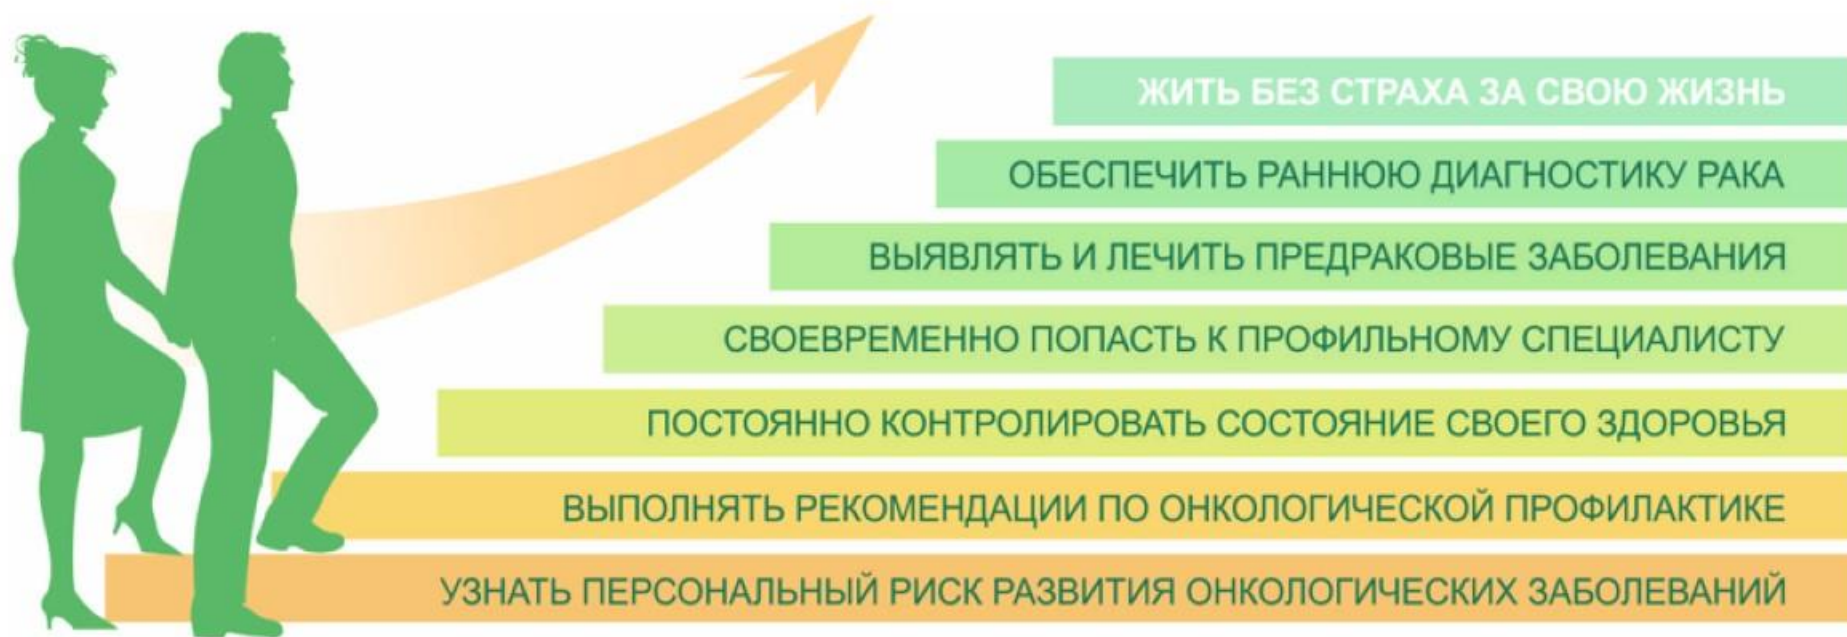 ЖИТЬ БЕЗ СТРАХА ЗА СВОЮ ЖИЗНЬ
ОБЕСПЕЧИТЬ РАННЮЮ ДИАГНОСТИКУ РАКА
ВЫЯВЛЯТЬ И ЛЕЧИТЬ ПРЕДРАКОВЫЕ ЗАБОЛЕВАНИЯ
СВОЕВРЕМЕННО ПОПАСТЬ К ПРОФИЛЬНОМУ СПЕЦИАЛИСТУ
ПОСТОЯННО КОНТРОЛИРОВАТЬ СОСТОЯНИЕ СВОЕГО ЗДОРОВЬЯ
ВЫПОЛНЯТЬ РЕКОМЕНДАЦИИ ПО ОНКОЛОГИЧЕСКОЙ ПРОФИЛАКТИКЕ
УЗНАТЬ ПЕРСОНАЛЬНЫЙ РИСК РАЗВИТИЯ ОНКОЛОГИЧЕСКИХ ЗАБОЛЕВАНИЙ